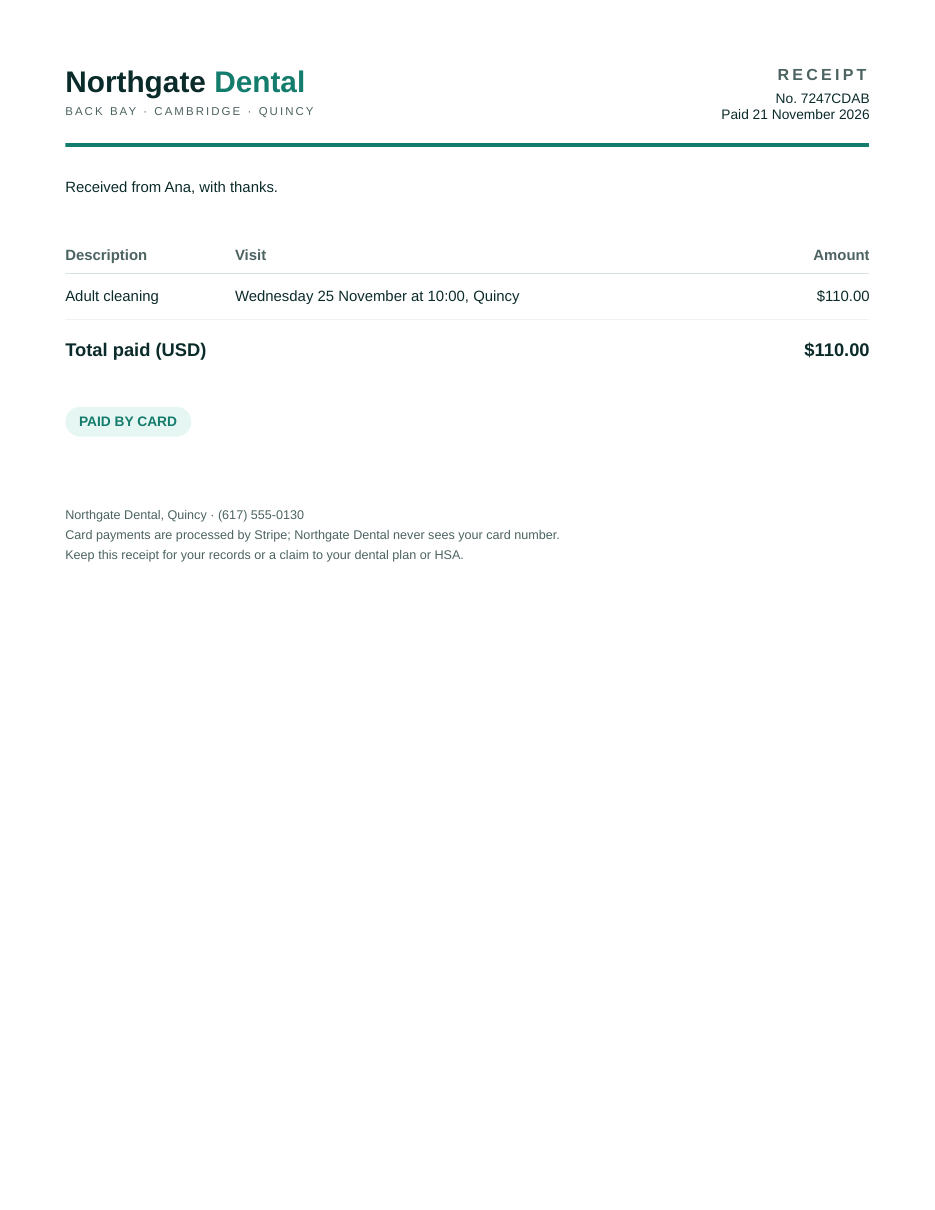 Northgate Dental
BACK BAY · CAMBRIDGE · QUINCY
RECEIPT
No. 7247CDAB
Paid 21 November 2026
Received from Ana, with thanks.
Description Visit Amount
Adult cleaning Wednesday 25 November at 10:00, Quincy $110.00
Total paid (USD) $110.00
PAID BY CARD
Northgate Dental, Quincy · (617) 555-0130
Card payments are processed by Stripe; Northgate Dental never sees your card number.
Keep this receipt for your records or a claim to your dental plan or HSA.